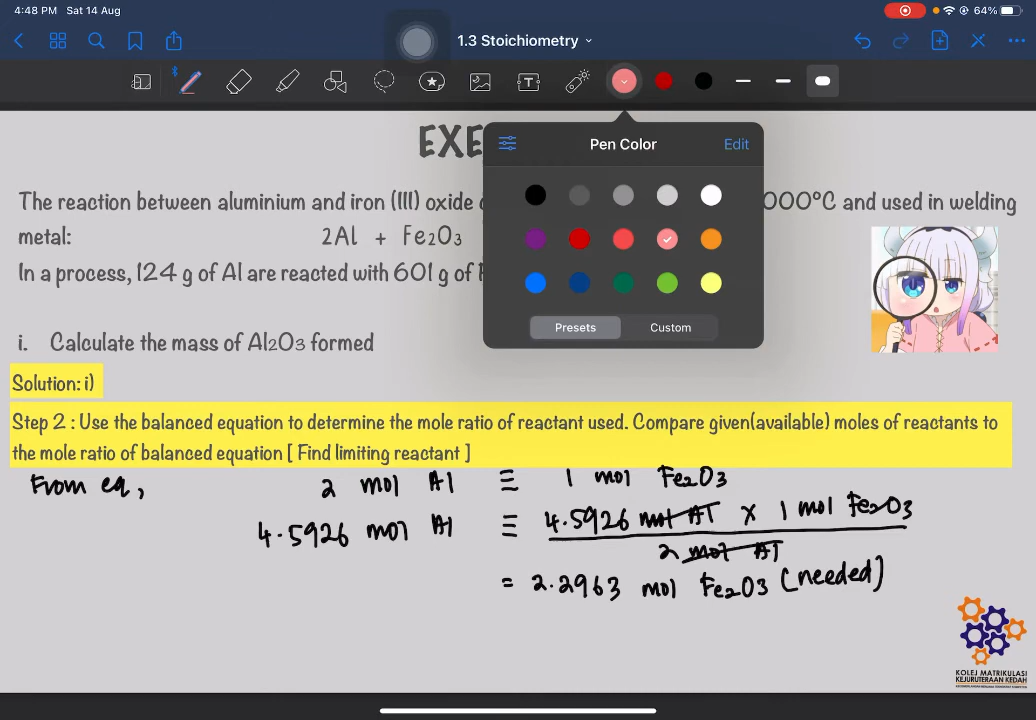 4:48 PM Sat 14 Aug
64%
1.3 Stoichiometry
Pen Color
Edit
Presets
Custom
EXE
The reaction between aluminium and iron (III) oxide 000°C and used in welding
metal: 2Al + Fe2O3
In a process, 124 g of Al are reacted with 601 g of
i. Calculate the mass of Al2O3 formed
Solution: i)
Step 2 : Use the balanced equation to determine the mole ratio of reactant used. Compare given(available) moles of reactants to
the mole ratio of balanced equation [ Find limiting reactant ]
From eq, 2 mol Al ≡ 1 mol Fe2O3
4.5926 mol Al ≡ 4.5926 mol Al x 1 mol Fe2O3
2 mol Al
= 2.2963 mol Fe2O3 (needed)
KOLEJ MATRIKULASI
KEJURUTERAAN KEDAH